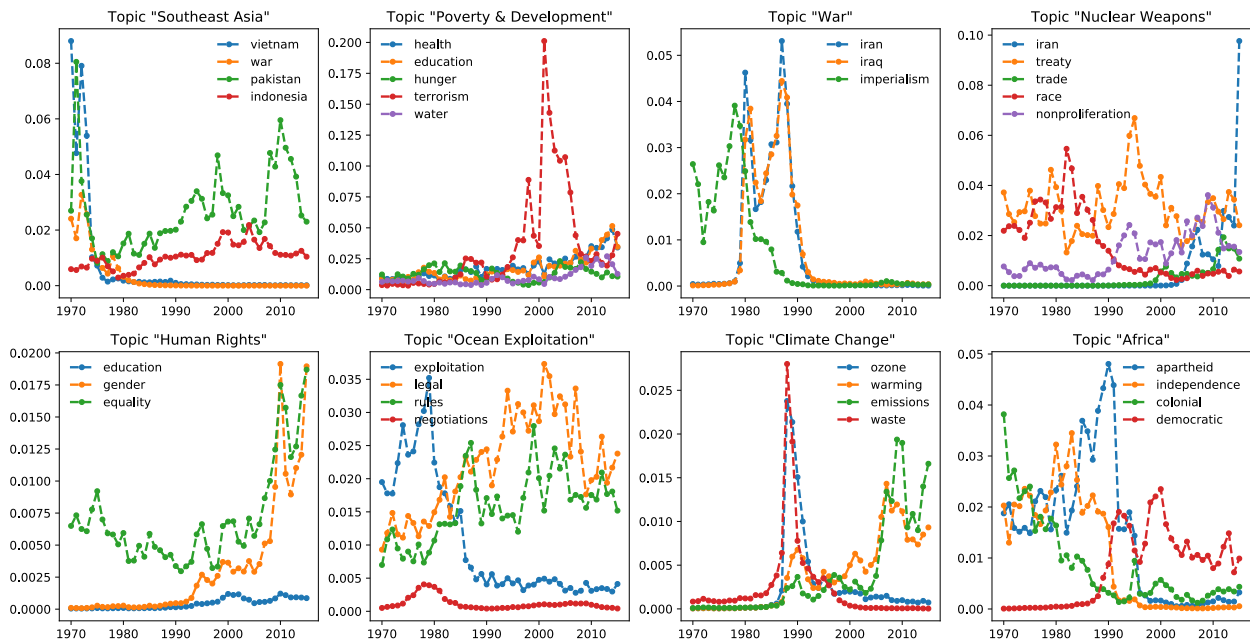 Topic "Southeast Asia"
vietnam
war
pakistan
indonesia
0.08
0.06
0.04
0.02
0.00
1970 1980 1990 2000 2010
Topic "Poverty & Development"
health
education
hunger
terrorism
water
0.200
0.175
0.150
0.125
0.100
0.075
0.050
0.025
0.000
1970 1980 1990 2000 2010
Topic "War"
iran
iraq
imperialism
0.05
0.04
0.03
0.02
0.01
0.00
1970 1980 1990 2000 2010
Topic "Nuclear Weapons"
iran
treaty
trade
race
nonproliferation
0.10
0.08
0.06
0.04
0.02
0.00
1970 1980 1990 2000 2010
Topic "Human Rights"
education
gender
equality
0.0200
0.0175
0.0150
0.0125
0.0100
0.0075
0.0050
0.0025
0.0000
1970 1980 1990 2000 2010
Topic "Ocean Exploitation"
exploitation
legal
rules
negotiations
0.035
0.030
0.025
0.020
0.015
0.010
0.005
0.000
1970 1980 1990 2000 2010
Topic "Climate Change"
ozone
warming
emissions
waste
0.025
0.020
0.015
0.010
0.005
0.000
1970 1980 1990 2000 2010
Topic "Africa"
apartheid
independence
colonial
democratic
0.05
0.04
0.03
0.02
0.01
0.00
1970 1980 1990 2000 2010